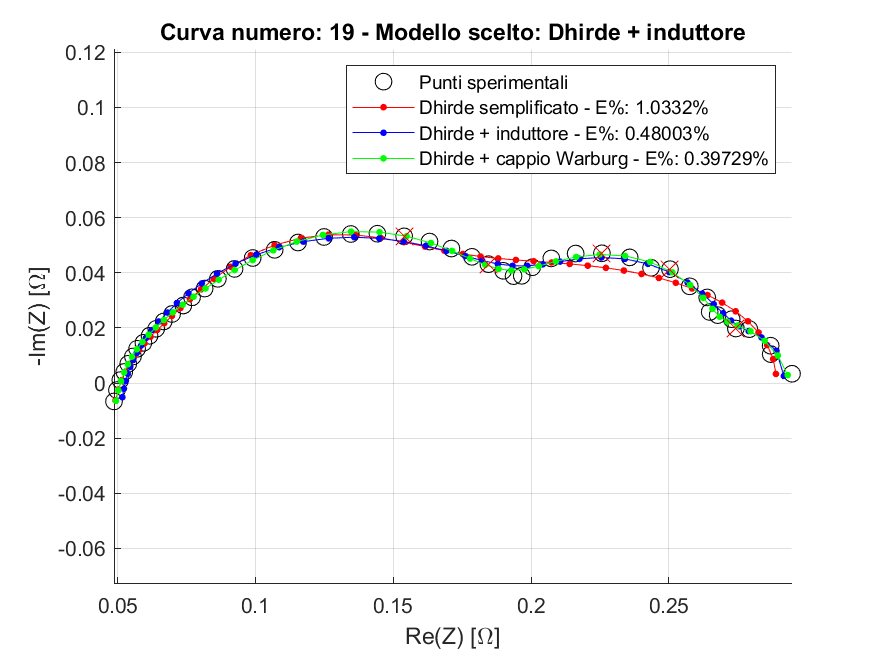 Curva numero: 19 - Modello scelto: Dhirde + induttore
Punti sperimentali
Dhirde semplificato - E%: 1.0332%
Dhirde + induttore - E%: 0.48003%
Dhirde + cappio Warburg - E%: 0.39729%
-Im(Z) [Ω]
0.12
0.1
0.08
0.06
0.04
0.02
0
-0.02
-0.04
-0.06
0.05 0.1 0.15 0.2 0.25
Re(Z) [Ω]